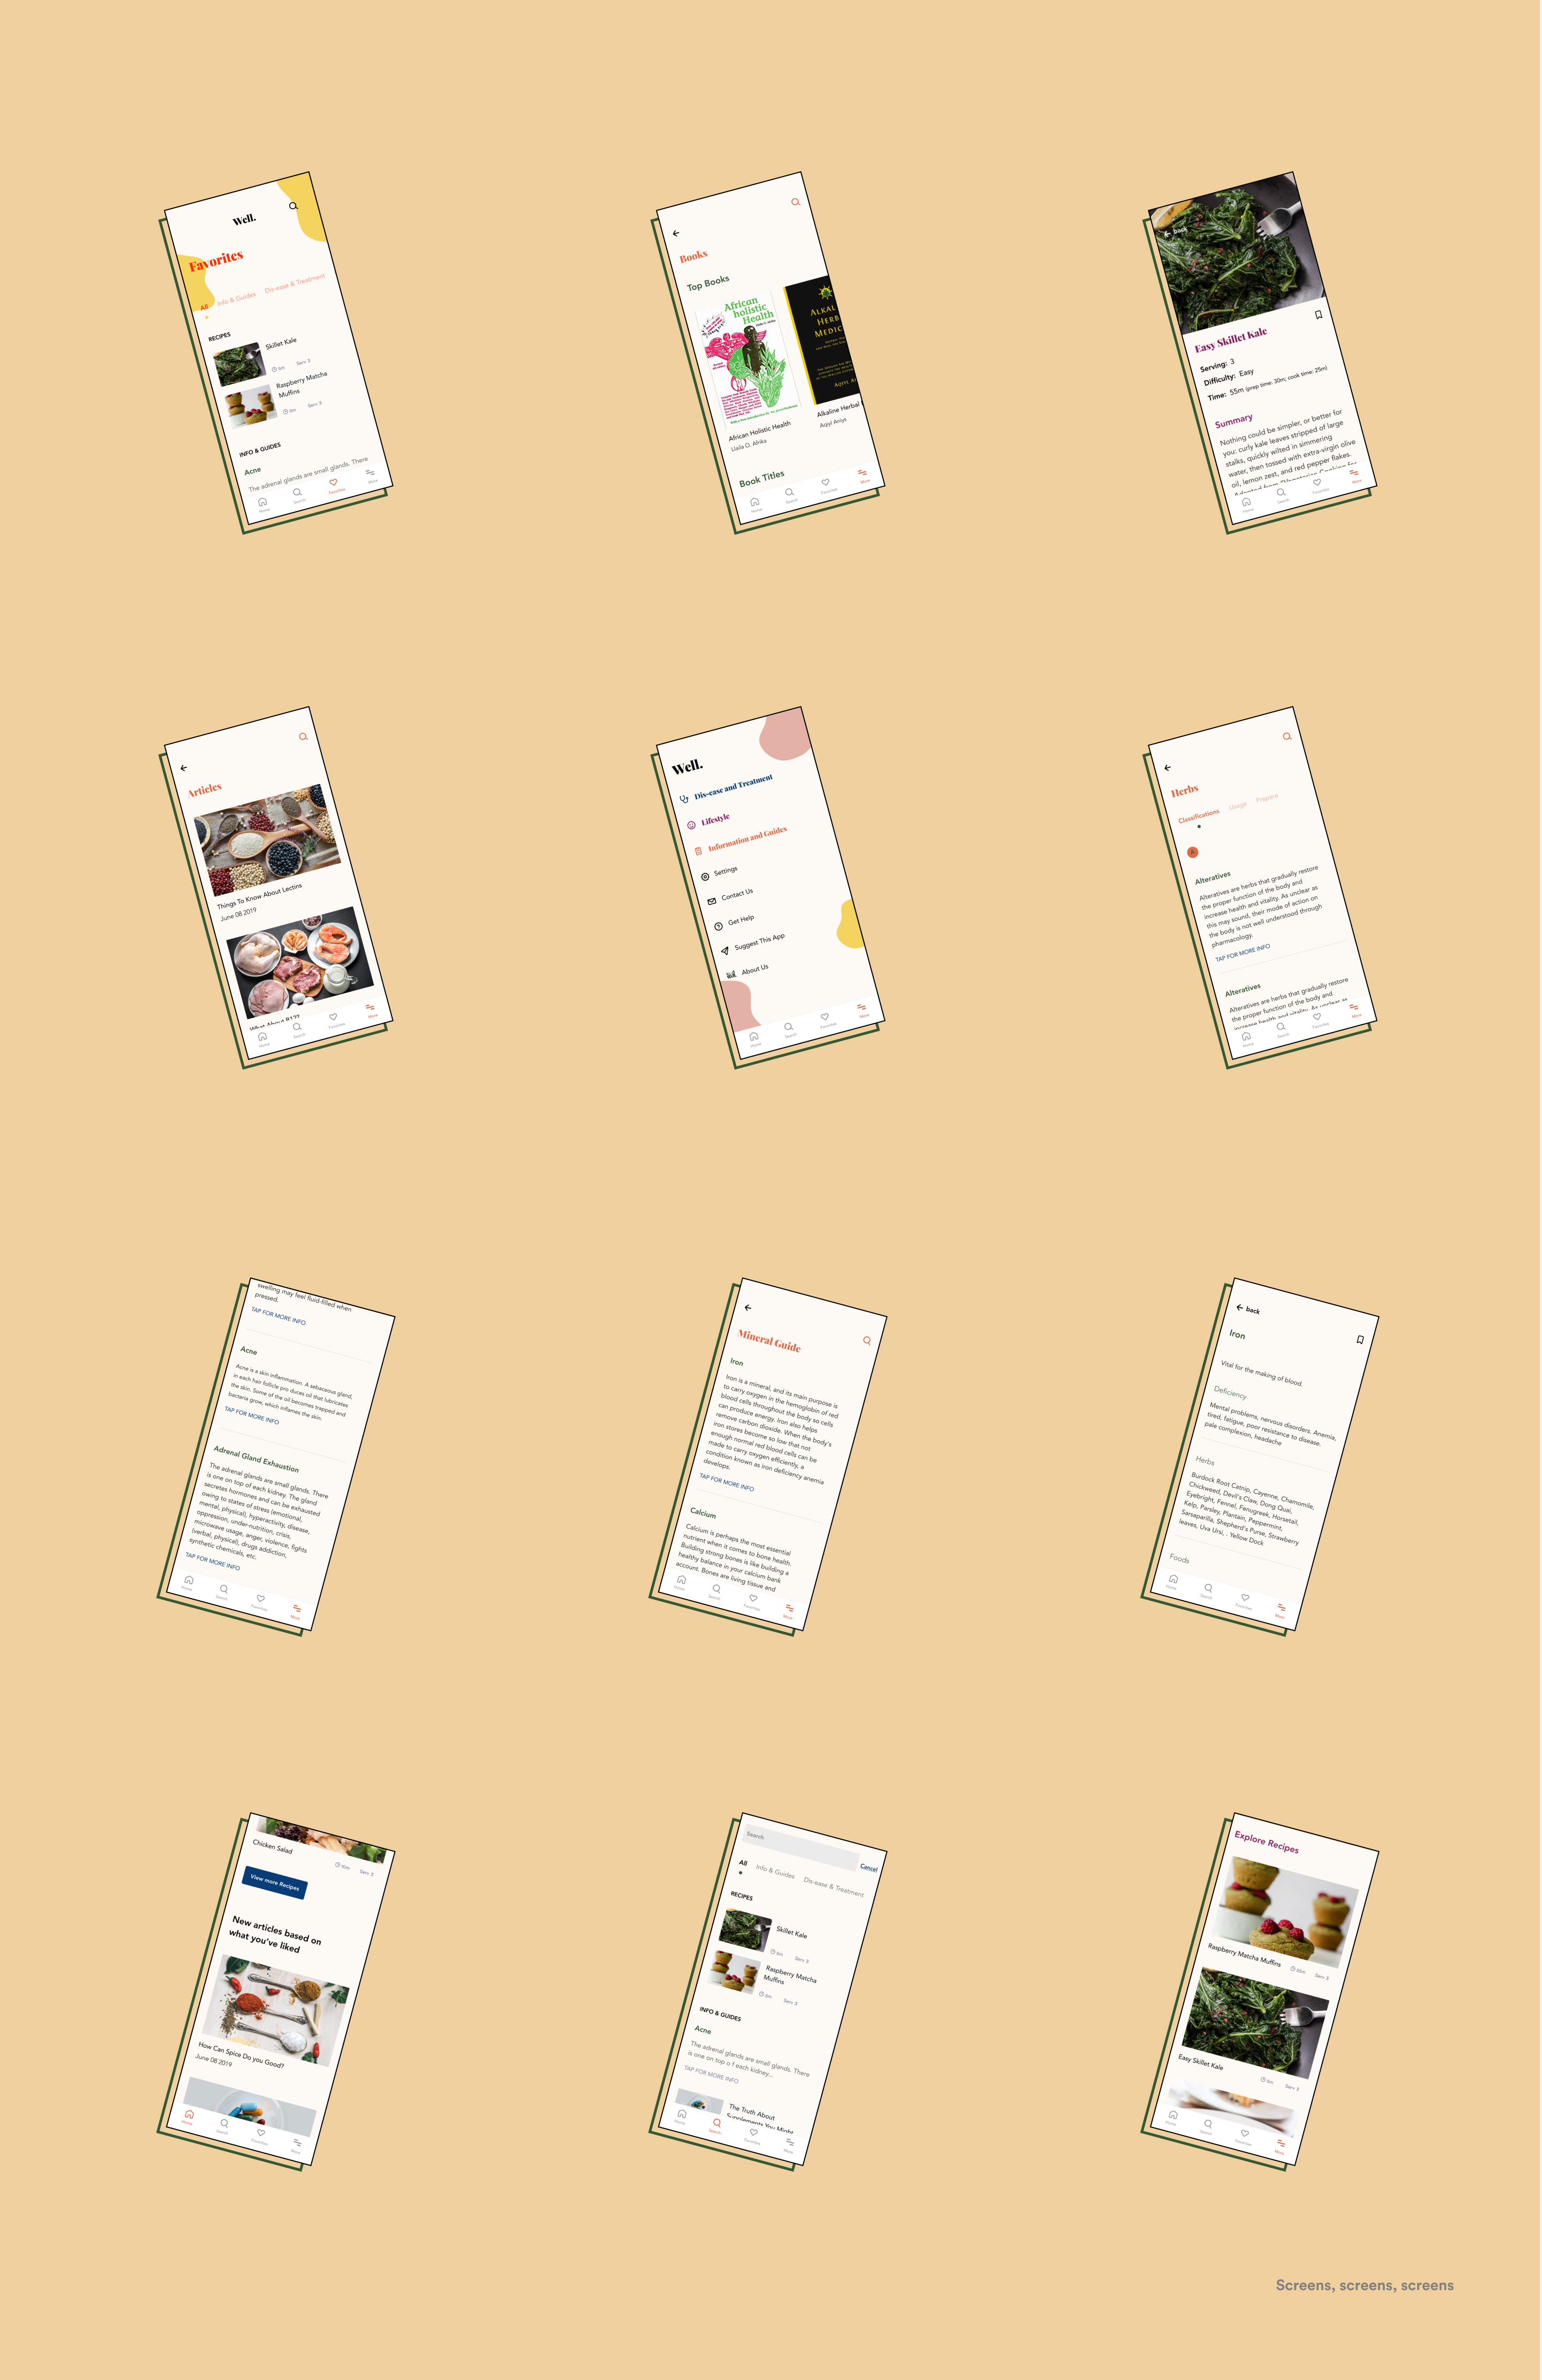 Well.
Favorites
All Info & Guides Dis-ease & Treatment
RECIPES
Skillet Kale
5m Serv 3
Raspberry Matcha
Muffins
5m Serv 3
INFO & GUIDES
Acne
The adrenal glands are small glands. There
Home Search Favorites More
Books
Top Books
African
holistic
Health
African Holistic Health
Llaila O. Afrika
Alkaline Herbal
Aqiyl Aniys
Book Titles
Home Search Favorites More
back
Easy Skillet Kale
Serving: 3
Difficulty: Easy
Time: 55m (prep time: 30m; cook time: 25m)
Summary
Nothing could be simpler, or better for
you: curly kale leaves stripped of large
stalks, quickly wilted in simmering
water, then tossed with extra-virgin olive
oil, lemon zest, and red pepper flakes.
Home Search Favorites More
Articles
Things To Know About Lectins
June 08 2019
What About B12?
Home Search Favorites More
Well.
Dis-ease and Treatment
Lifestyle
Information and Guides
Settings
Contact Us
Get Help
Suggest This App
About Us
Home Search Favorites More
Herbs
Classifications Usage Prepare
A
Alteratives
Alteratives are herbs that gradually restore
the proper function of the body and
increase health and vitality. As unclear as
this may sound, their mode of action on
the body is not well understood through
pharmacology.
TAP FOR MORE INFO
Alteratives
Alteratives are herbs that gradually restore
the proper function of the body and
increase health and vitality. As unclear as
Home Search Favorites More
swelling may feel fluid-filled when
pressed.
TAP FOR MORE INFO
Acne
Acne is a skin inflammation. A sebaceous gland,
in each hair follicle pro duces oil that lubricates
the skin. Some of the oil becomes trapped and
bacteria grow, which inflames the skin.
TAP FOR MORE INFO
Adrenal Gland Exhaustion
The adrenal glands are small glands. There
is one on top of each kidney. The gland
secretes hormones and can be exhausted
owing to states of stress (emotional,
mental, physical), hyperactivity, disease,
oppression, under-nutrition, crisis,
microwave usage, anger, violence, fights
(verbal, physical), drugs addiction,
synthetic chemicals, etc.
TAP FOR MORE INFO
Home Search Favorites More
Mineral Guide
Iron
Iron is a mineral, and its main purpose is
to carry oxygen in the hemoglobin of red
blood cells throughout the body so cells
can produce energy. Iron also helps
remove carbon dioxide. When the body's
iron stores become so low that not
enough normal red blood cells can be
made to carry oxygen efficiently, a
condition known as iron deficiency anemia
develops.
TAP FOR MORE INFO
Calcium
Calcium is perhaps the most essential
nutrient when it comes to bone health.
Building strong bones is like building a
healthy balance in your calcium bank
account. Bones are living tissue and
Home Search Favorites More
back
Iron
Vital for the making of blood.
Deficiency
Mental problems, nervous disorders. Anemia,
tired, fatigue, poor resistance to disease.
pale complexion, headache
Herbs
Burdock Root Catnip, Cayenne, Chamomile,
Chickweed, Devil's Claw, Dong Quai,
Eyebright, Fennel, Fenugreek, Horsetail,
Kelp, Parsley, Plantain, Peppermint,
Sarsaparilla, Shepherd's Purse, Strawberry
leaves, Uva Ursi, . Yellow Dock
Foods
Home Search Favorites More
Chicken Salad
10m Serv 3
View more Recipes
New articles based on
what you've liked
How Can Spice Do you Good?
June 08 2019
Home Search Favorites More
Search
Cancel
All Info & Guides Dis-ease & Treatment
RECIPES
Skillet Kale
5m Serv 3
Raspberry Matcha
Muffins
5m Serv 3
INFO & GUIDES
Acne
The adrenal glands are small glands. There
is one on top o f each kidney...
TAP FOR MORE INFO
The Truth About
Supplements You Might
Home Search Favorites More
Explore Recipes
Raspberry Matcha Muffins
Serv 3
Easy Skillet Kale
5m Serv 3
Home Search Favorites More
Screens, screens, screens